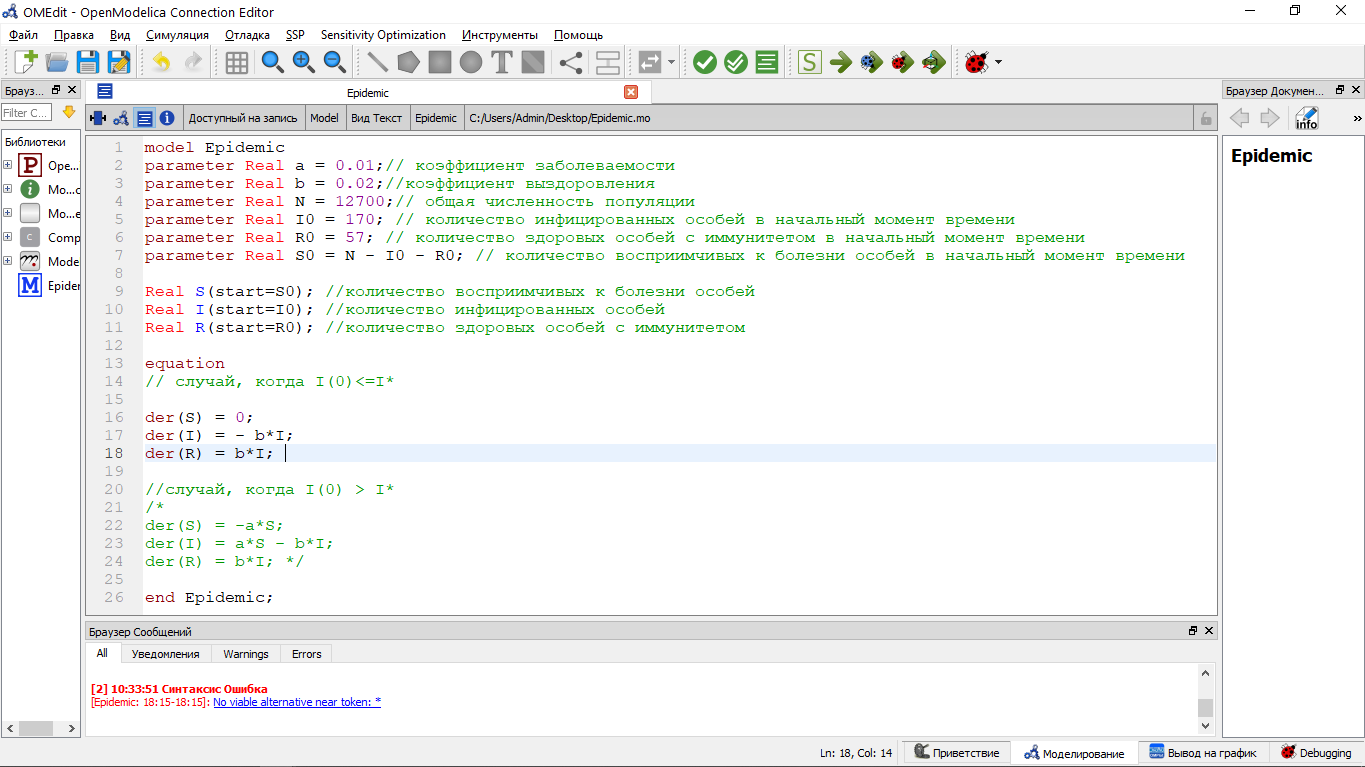 OMEdit - OpenModelica Connection Editor
Файл Правка Вид Симуляция Отладка SSP Sensitivity Optimization Инструменты Помощь
Брауз...
Epidemic
Браузер Докумен...
Filter C...
Доступный на запись Model Вид Текст Epidemic C:/Users/Admin/Desktop/Epidemic.mo
info
»
Библиотеки
P Ope...
i Mo...c
Mo...e
C Comp
Mode
M Epider
1 model Epidemic
2 parameter Real a = 0.01;// коэффициент заболеваемости
3 parameter Real b = 0.02;//коэффициент выздоровления
4 parameter Real N = 12700;// общая численность популяции
5 parameter Real I0 = 170; // количество инфицированных особей в начальный момент времени
6 parameter Real R0 = 57; // количество здоровых особей с иммунитетом в начальный момент времени
7 parameter Real S0 = N - I0 - R0; // количество восприимчивых к болезни особей в начальный момент времени
8
9 Real S(start=S0); //количество восприимчивых к болезни особей
10 Real I(start=I0); //количество инфицированных особей
11 Real R(start=R0); //количество здоровых особей с иммунитетом
12
13 equation
14 // случай, когда I(0)<=I*
15
16 der(S) = 0;
17 der(I) = - b*I;
18 der(R) = b*I;
19
20 //случай, когда I(0) > I*
21 /*
22 der(S) = -a*S;
23 der(I) = a*S - b*I;
24 der(R) = b*I; */
25
26 end Epidemic;
Epidemic
Браузер Сообщений
All Уведомления Warnings Errors
[2] 10:33:51 Синтаксис Ошибка
[Epidemic: 18:15-18:15]: No viable alternative near token: *
Ln: 18, Col: 14 Приветствие Моделирование Вывод на график Debugging